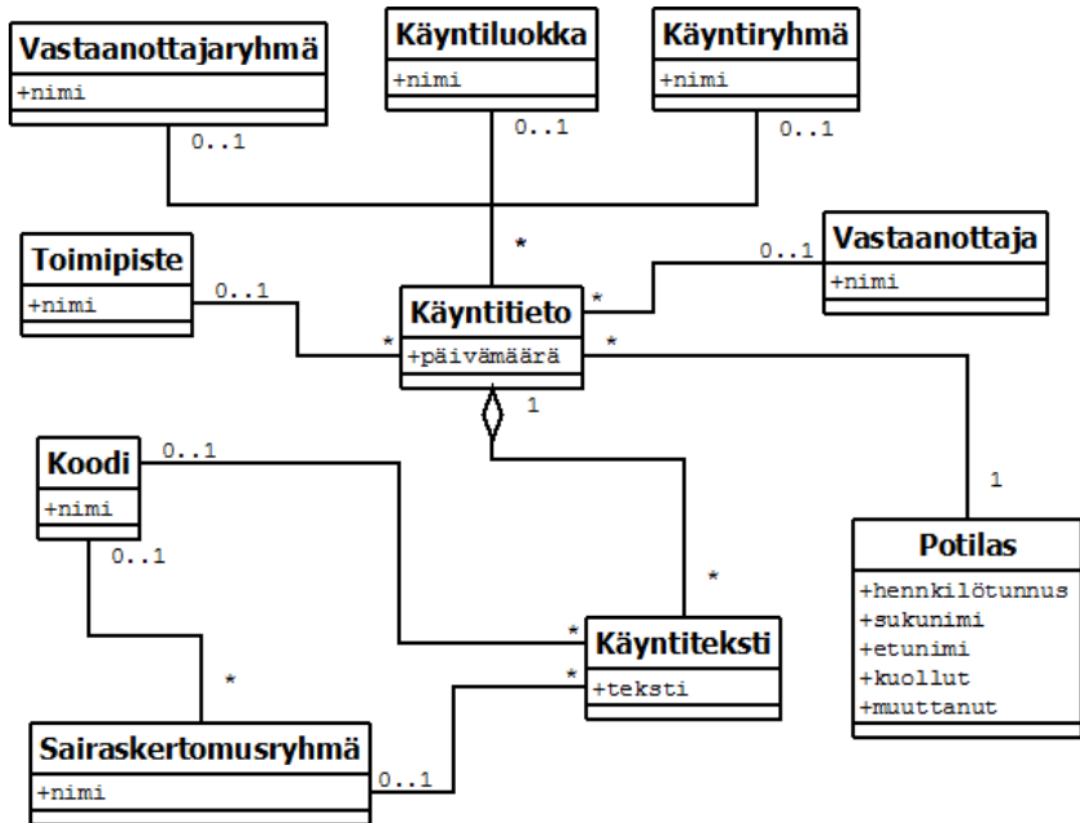 Vastaanottajaryhmä
+nimi
0..1
Käyntiluokka
+nimi
0..1
Käyntiryhmä
+nimi
0..1
*
Toimipiste
+nimi
0..1
*
Vastaanottaja
+nimi
0..1
*
Käyntitieto
+päivämäärä
*
1
1
Koodi
+nimi
0..1
0..1
*
Potilas
+hennkilötunnus
+sukunimi
+etunimi
+kuollut
+muuttanut
Käyntiteksti
+teksti
*
*
*
Sairaskertomusryhmä
+nimi
0..1